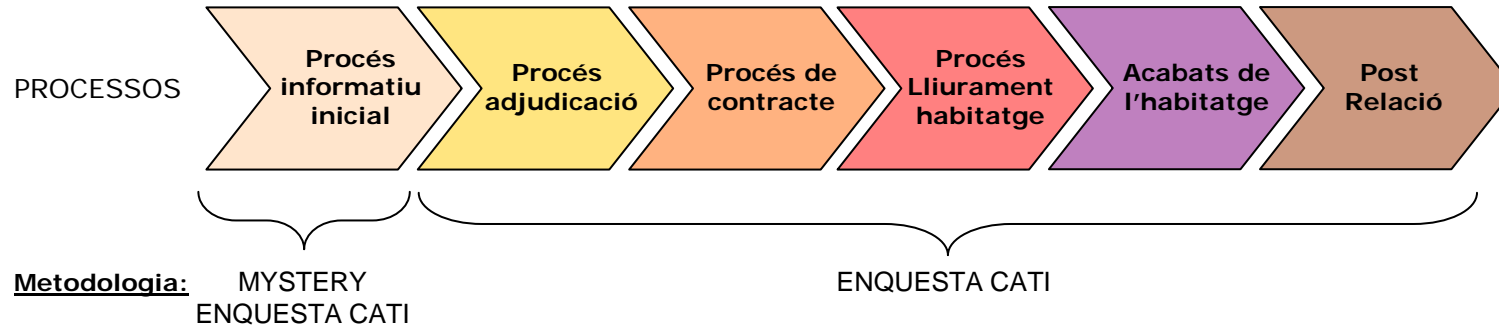 PROCESSOS
Procés
informatiu
inicial
Procés
adjudicació
Procés de
contracte
Procés
Lliurament
habitatge
Acabats de
l'habitatge
Post
Relació
Metodologia:
MYSTERY
ENQUESTA CATI
ENQUESTA CATI